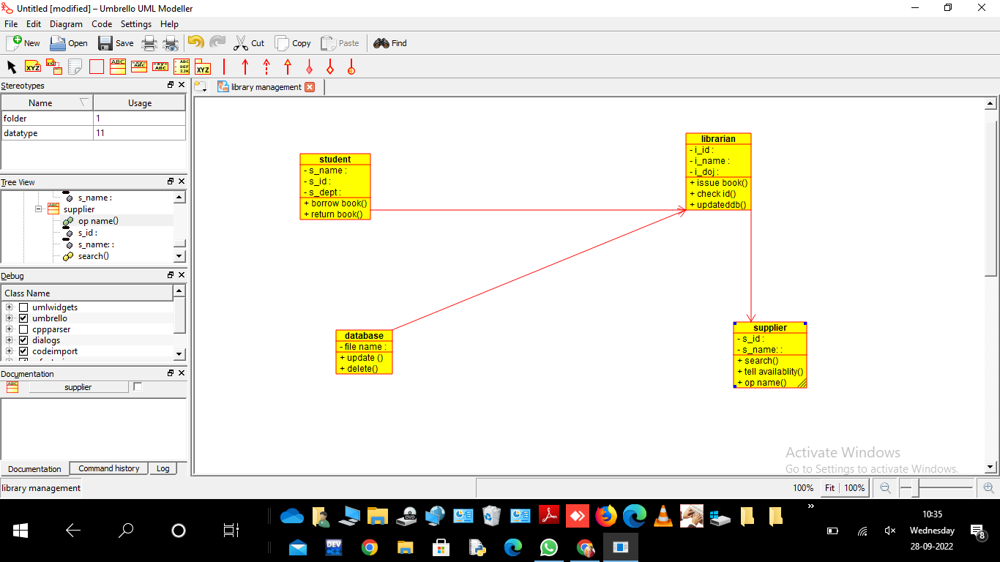 Untitled [modified] – Umbrello UML Modeller
File Edit Diagram Code Settings Help
New Open Save Cut Copy Paste Find
Stereotypes
Name Usage
folder 1
datatype 11
Tree View
s_name :
supplier
op name()
s_id :
s_name: :
search()
Debug
Class Name
umlwidgets
umbrello
cppparser
dialogs
codeimport
Documentation
supplier
Documentation Command history Log
library management
library management
student
- s_name :
- s_id :
- s_dept :
+ borrow book()
+ return book()
librarian
- i_id :
- i_name :
- i_doj :
+ issue book()
+ check id()
+ updateddb()
database
- file name :
+ update ()
+ delete()
supplier
- s_id :
- s_name: :
+ search()
+ tell availablity()
+ op name()
Activate Windows
Go to Settings to activate Windows.
100% Fit 100%
10:35
Wednesday
28-09-2022
8
DEV